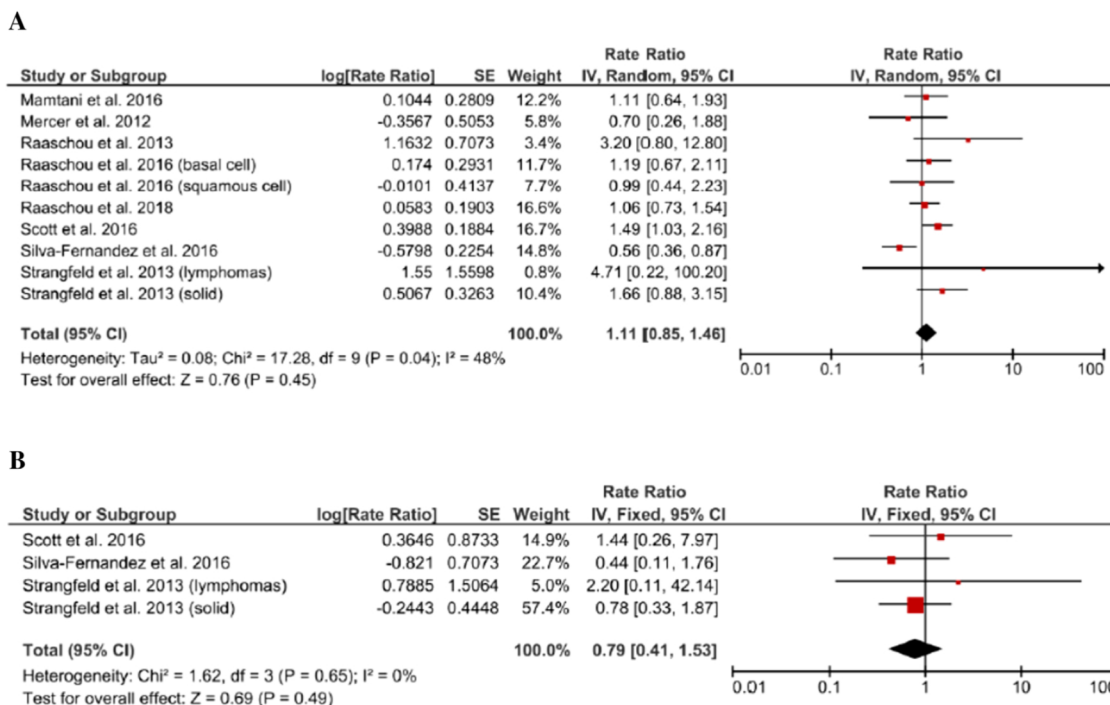 A
Rate Ratio Rate Ratio
Study or Subgroup log[Rate Ratio] SE Weight IV, Random, 95% CI IV, Random, 95% CI
Mamtani et al. 2016 0.1044 0.2809 12.2% 1.11 [0.64, 1.93]
Mercer et al. 2012 -0.3567 0.5053 5.8% 0.70 [0.26, 1.88]
Raaschou et al. 2013 1.1632 0.7073 3.4% 3.20 [0.80, 12.80]
Raaschou et al. 2016 (basal cell) 0.174 0.2931 11.7% 1.19 [0.67, 2.11]
Raaschou et al. 2016 (squamous cell) -0.0101 0.4137 7.7% 0.99 [0.44, 2.23]
Raaschou et al. 2018 0.0583 0.1903 16.6% 1.06 [0.73, 1.54]
Scott et al. 2016 0.3988 0.1884 16.7% 1.49 [1.03, 2.16]
Silva-Fernandez et al. 2016 -0.5798 0.2254 14.8% 0.56 [0.36, 0.87]
Strangfeld et al. 2013 (lymphomas) 1.55 1.5598 0.8% 4.71 [0.22, 100.20]
Strangfeld et al. 2013 (solid) 0.5067 0.3263 10.4% 1.66 [0.88, 3.15]
Total (95% CI) 100.0% 1.11 [0.85, 1.46]
Heterogeneity: Tau² = 0.08; Chi² = 17.28, df = 9 (P = 0.04); I² = 48%
Test for overall effect: Z = 0.76 (P = 0.45)
0.01 0.1 1 10 100
B
Rate Ratio Rate Ratio
Study or Subgroup log[Rate Ratio] SE Weight IV, Fixed, 95% CI IV, Fixed, 95% CI
Scott et al. 2016 0.3646 0.8733 14.9% 1.44 [0.26, 7.97]
Silva-Fernandez et al. 2016 -0.821 0.7073 22.7% 0.44 [0.11, 1.76]
Strangfeld et al. 2013 (lymphomas) 0.7885 1.5064 5.0% 2.20 [0.11, 42.14]
Strangfeld et al. 2013 (solid) -0.2443 0.4448 57.4% 0.78 [0.33, 1.87]
Total (95% CI) 100.0% 0.79 [0.41, 1.53]
Heterogeneity: Chi² = 1.62, df = 3 (P = 0.65); I² = 0%
Test for overall effect: Z = 0.69 (P = 0.49)
0.01 0.1 1 10 100